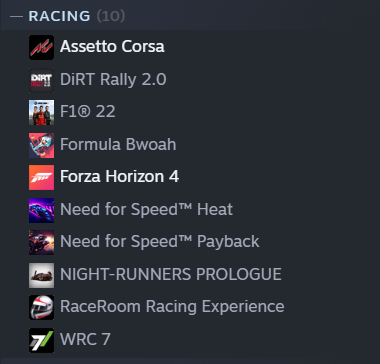 — RACING (10)
Assetto Corsa
DiRT Rally 2.0
F1® 22
Formula Bwoah
Forza Horizon 4
Need for Speed™ Heat
Need for Speed™ Payback
NIGHT-RUNNERS PROLOGUE
RaceRoom Racing Experience
WRC 7